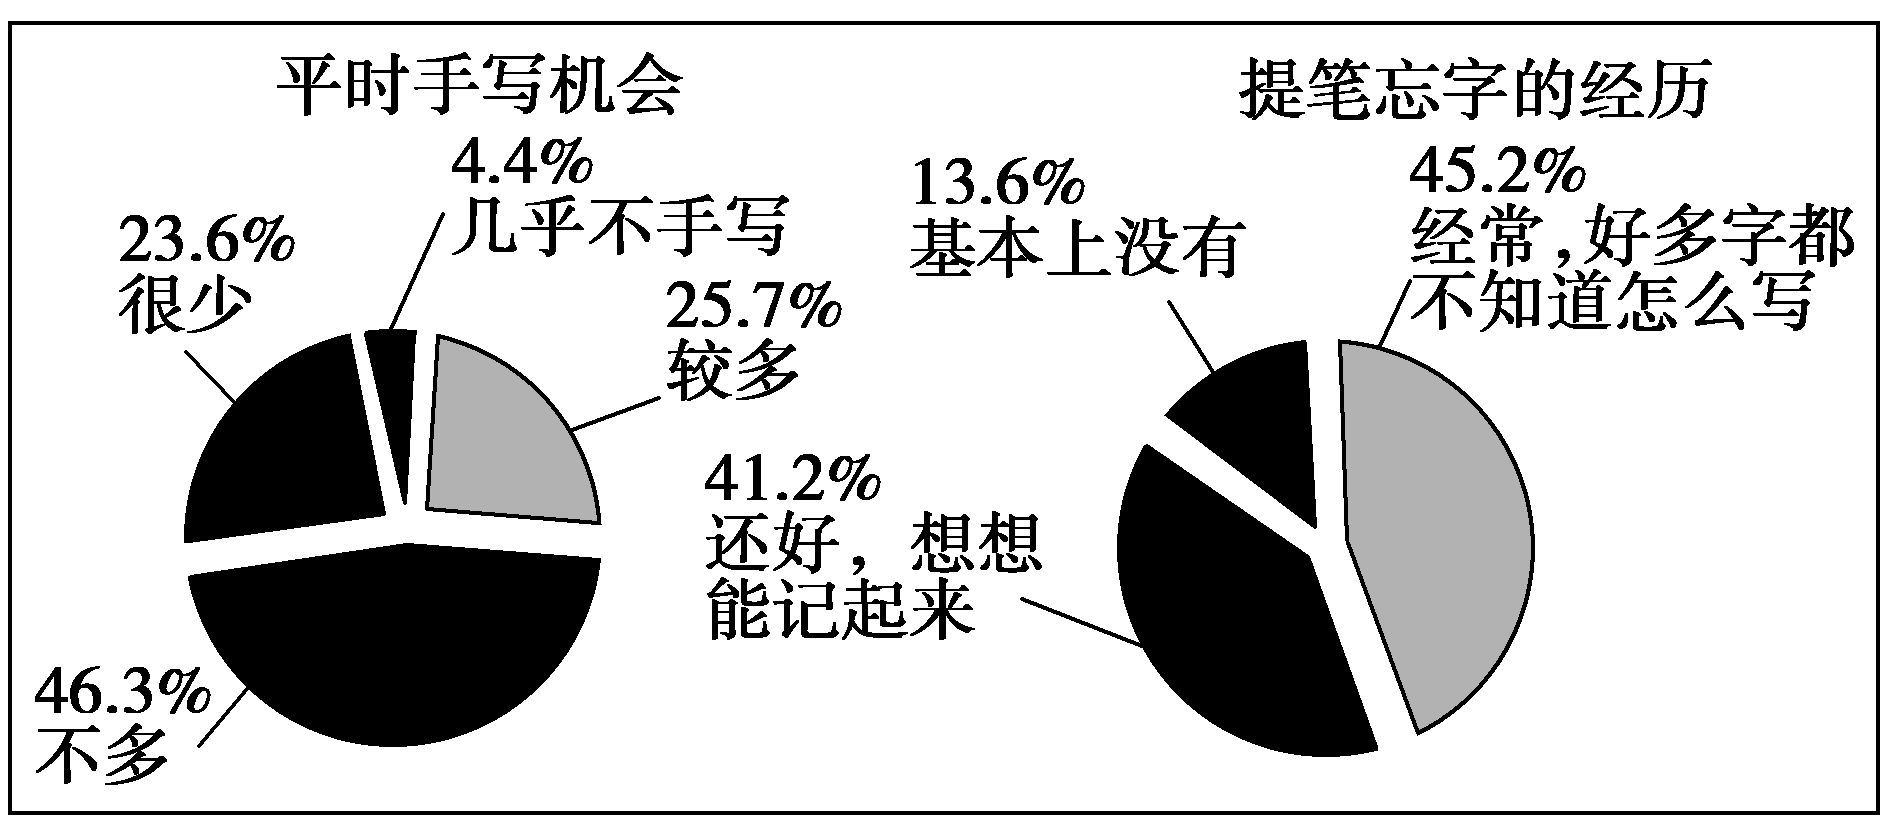 平时手写机会
4.4%
几乎不手写
23.6%
很少
25.7%
较多
46.3%
不多
提笔忘字的经历
13.6%
基本上没有
45.2%
经常,好多字都
不知道怎么写
41.2%
还好，想想
能记起来